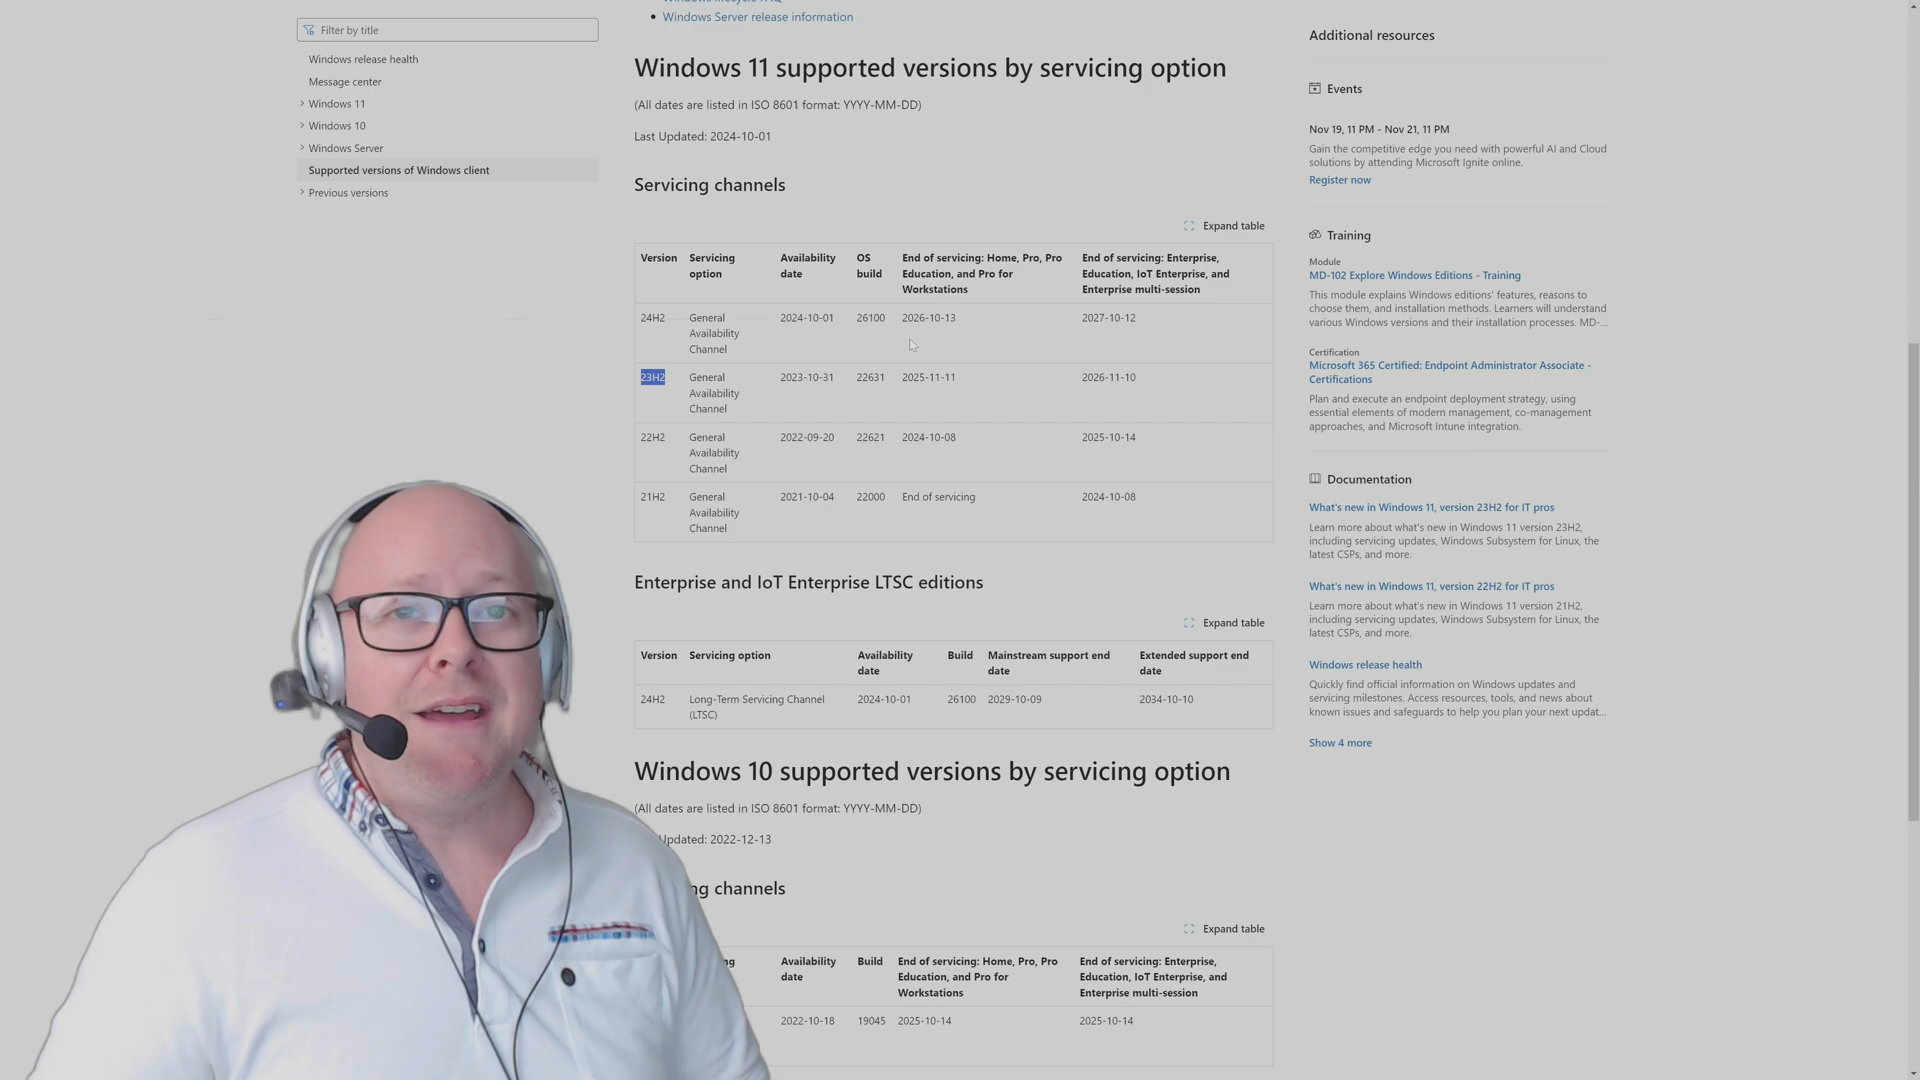 Filter by title
Windows release health
Message center
Windows 11
Windows 10
Windows Server
Supported versions of Windows client
Previous versions
Windows Server release information
Windows 11 supported versions by servicing option
(All dates are listed in ISO 8601 format: YYYY-MM-DD)
Last Updated: 2024-10-01
Servicing channels
Expand table
Version Servicing option Availability date OS build End of servicing: Home, Pro, Pro Education, and Pro for Workstations End of servicing: Enterprise, Education, IoT Enterprise, and Enterprise multi-session
24H2 General Availability Channel 2024-10-01 26100 2026-10-13 2027-10-12
23H2 General Availability Channel 2023-10-31 22631 2025-11-11 2026-11-10
22H2 General Availability Channel 2022-09-20 22621 2024-10-08 2025-10-14
21H2 General Availability Channel 2021-10-04 22000 End of servicing 2024-10-08
Enterprise and IoT Enterprise LTSC editions
Expand table
Version Servicing option Availability date Build Mainstream support end date Extended support end date
24H2 Long-Term Servicing Channel (LTSC) 2024-10-01 26100 2029-10-09 2034-10-10
Windows 10 supported versions by servicing option
(All dates are listed in ISO 8601 format: YYYY-MM-DD)
Updated: 2022-12-13
channels
Expand table
Availability date Build End of servicing: Home, Pro, Pro Education, and Pro for Workstations End of servicing: Enterprise, Education, IoT Enterprise, and Enterprise multi-session
2022-10-18 19045 2025-10-14 2025-10-14
Additional resources
Events
Nov 19, 11 PM - Nov 21, 11 PM
Gain the competitive edge you need with powerful AI and Cloud
solutions by attending Microsoft Ignite online.
Register now
Training
Module
MD-102 Explore Windows Editions - Training
This module explains Windows editions' features, reasons to
choose them, and installation methods. Learners will understand
various Windows versions and their installation processes. MD-...
Certification
Microsoft 365 Certified: Endpoint Administrator Associate -
Certifications
Plan and execute an endpoint deployment strategy, using
essential elements of modern management, co-management
approaches, and Microsoft Intune integration.
Documentation
What's new in Windows 11, version 23H2 for IT pros
Learn more about what's new in Windows 11 version 23H2,
including servicing updates, Windows Subsystem for Linux, the
latest CSPs, and more.
What's new in Windows 11, version 22H2 for IT pros
Learn more about what's new in Windows 11 version 21H2,
including servicing updates, Windows Subsystem for Linux, the
latest CSPs, and more.
Windows release health
Quickly find official information on Windows updates and
servicing milestones. Access resources, tools, and news about
known issues and safeguards to help you plan your next updat...
Show 4 more